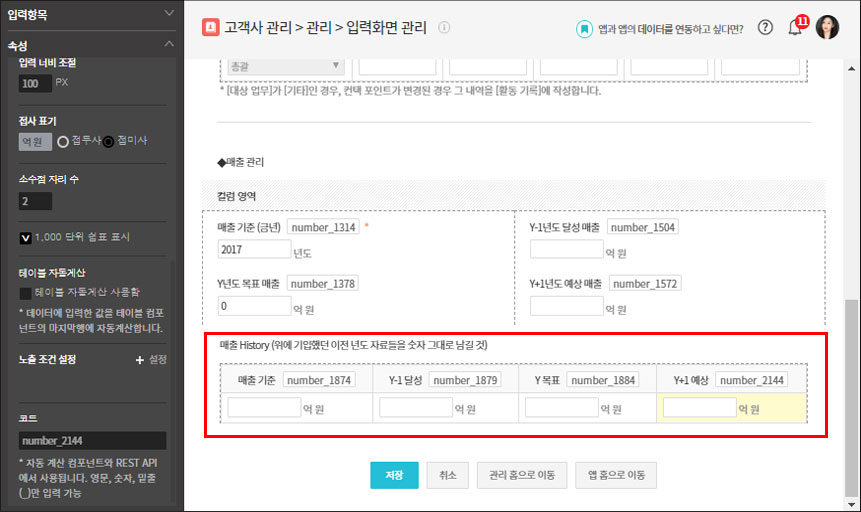 입력항목
속성
입력 너비 조절
100 PX
접사 표기
억 원 접두사 접미사
소수점 자리 수
2
1,000 단위 쉼표 표시
테이블 자동계산
테이블 자동계산 사용함
* 데이터에 입력한 값을 테이블 컴포
넌트의 마지막행에 자동계산합니다.
노출 조건 설정 + 설정
코드
number_2144
* 자동 계산 컴포넌트와 REST API
에서 사용됩니다. 영문, 숫자, 밑줄
(_)만 입력 가능
고객사 관리 > 관리 > 입력화면 관리
앱과 앱의 데이터를 연동하고 싶다면?
11
총괄
* [대상 업무]가 [기타]인 경우, 컨택 포인트가 변경된 경우 그 내역을 [활동 기록]에 작성합니다.
◆매출 관리
컬럼 영역
매출 기준 (금년) number_1314 *
2017 년도
Y-1년도 달성 매출 number_1504
억 원
Y년도 목표 매출 number_1378
0 억 원
Y+1년도 예상 매출 number_1572
억 원
매출 History (위에 기입했던 이전 년도 자료들을 숫자 그대로 남길 것)
매출 기준 number_1874 Y-1 달성 number_1879 Y 목표 number_1884 Y+1 예상 number_2144
억 원 억 원 억 원 억 원
저장 취소 관리 홈으로 이동 앱 홈으로 이동